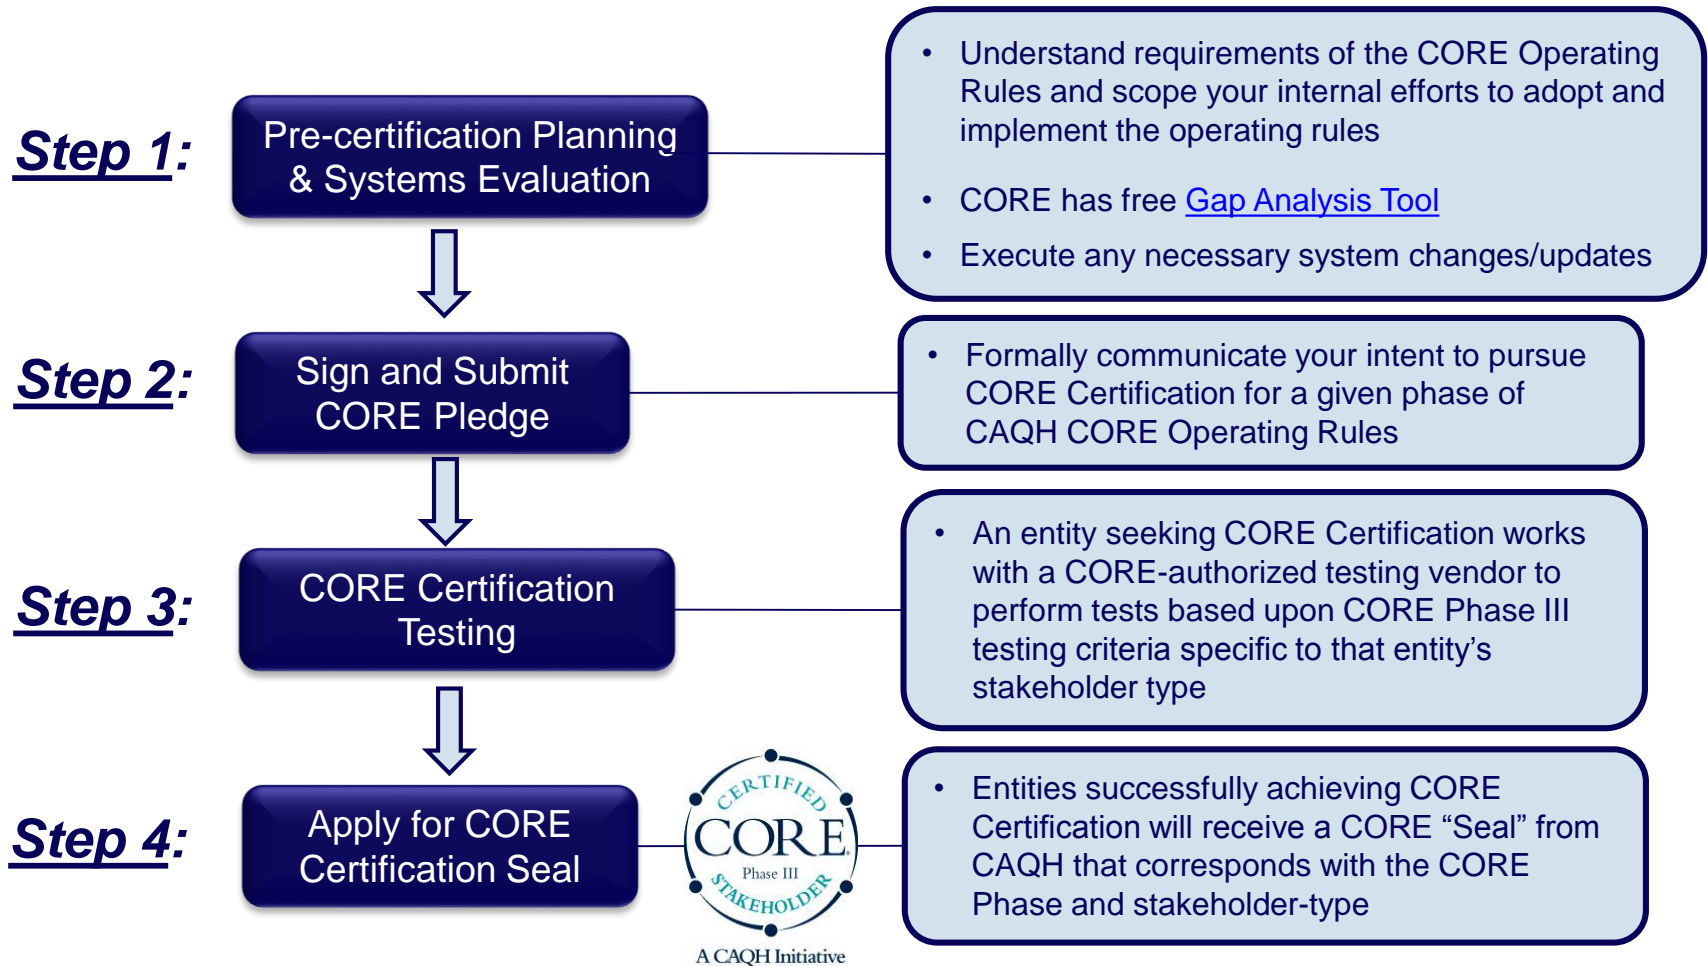 Step 1:
Pre-certification Planning
& Systems Evaluation
• Understand requirements of the CORE Operating
Rules and scope your internal efforts to adopt and
implement the operating rules
• CORE has free Gap Analysis Tool
• Execute any necessary system changes/updates
Step 2:
Sign and Submit
CORE Pledge
• Formally communicate your intent to pursue
CORE Certification for a given phase of
CAQH CORE Operating Rules
Step 3:
CORE Certification
Testing
• An entity seeking CORE Certification works
with a CORE-authorized testing vendor to
perform tests based upon CORE Phase III
testing criteria specific to that entity’s
stakeholder type
Step 4:
Apply for CORE
Certification Seal
CERTIFIED
CORE®
Phase III
STAKEHOLDER
A CAQH Initiative
• Entities successfully achieving CORE
Certification will receive a CORE “Seal” from
CAQH that corresponds with the CORE
Phase and stakeholder-type